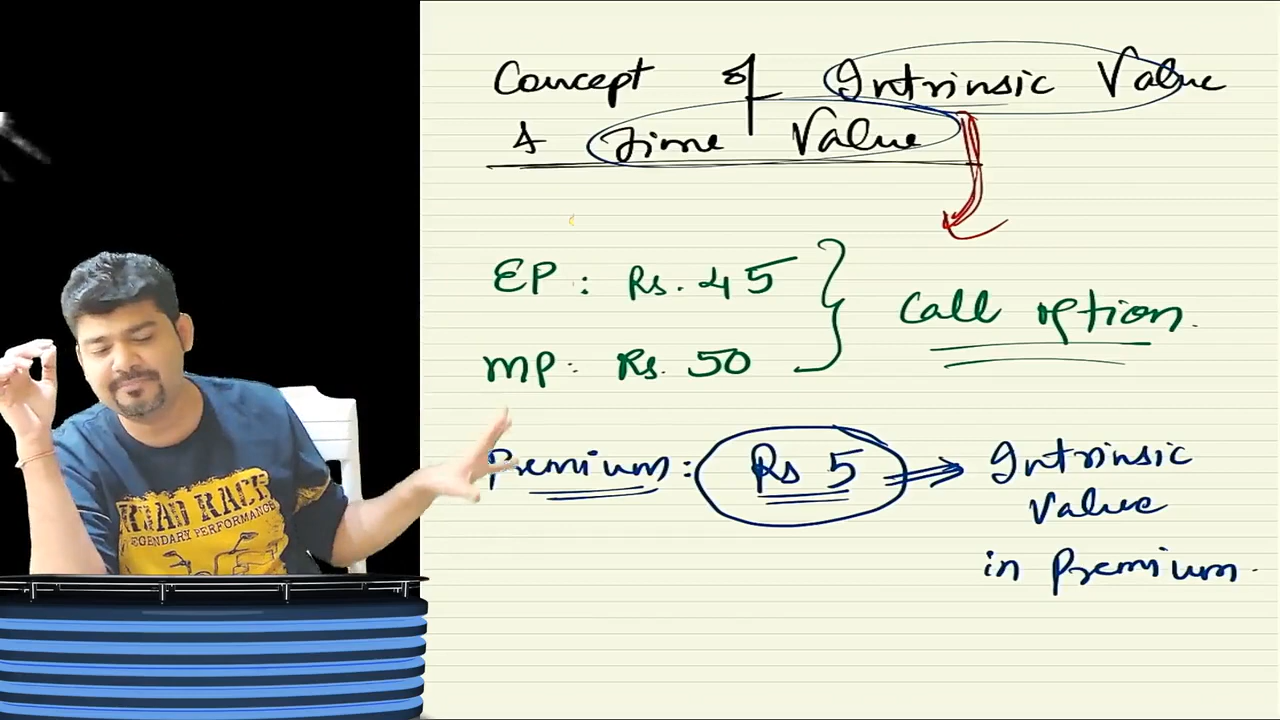 Concept of Intrinsic Value
& Time Value
EP : Rs. 45
MP : Rs. 50
Call option.
Premium : Rs 5 ⇒ Intrinsic
Value
in Premium.
ROAD RACE
LEGENDARY PERFORMANCE